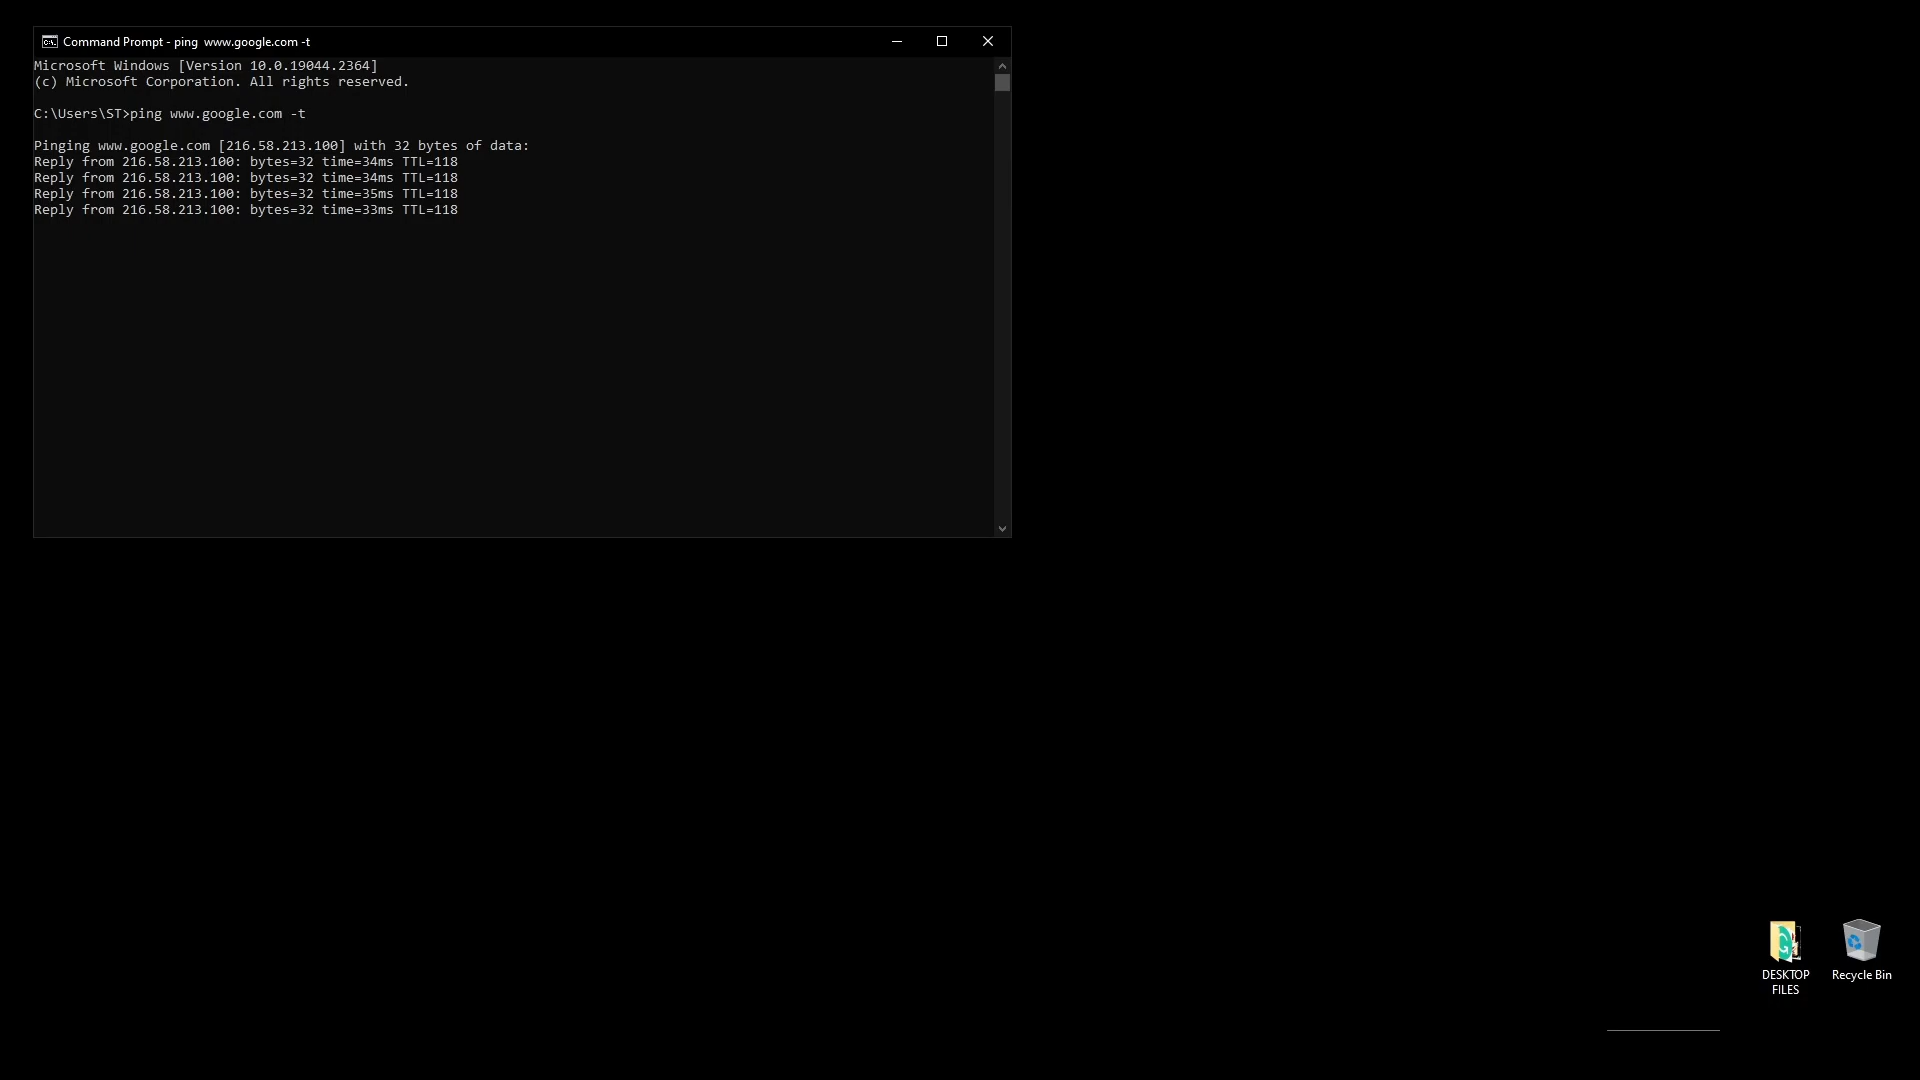 Command Prompt - ping  www.google.com -t
Microsoft Windows [Version 10.0.19044.2364]
(c) Microsoft Corporation. All rights reserved.
C:\Users\ST>ping www.google.com -t
Pinging www.google.com [216.58.213.100] with 32 bytes of data:
Reply from 216.58.213.100: bytes=32 time=34ms TTL=118
Reply from 216.58.213.100: bytes=32 time=34ms TTL=118
Reply from 216.58.213.100: bytes=32 time=35ms TTL=118
Reply from 216.58.213.100: bytes=32 time=33ms TTL=118
DESKTOP
FILES
Recycle Bin